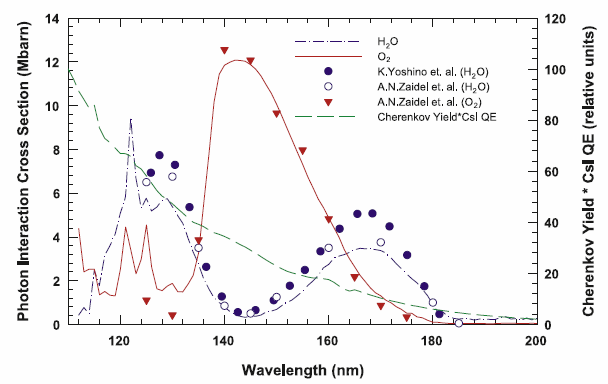 Photon Interaction Cross Section (Mbarn)
14
12
10
8
6
4
2
0
120
140
160
180
200
Wavelength (nm)
120
100
80
60
40
20
0
Cherenkov Yield * CsI QE (relative units)
H2O
O2
K.Yoshino et. al. (H2O)
A.N.Zaidel et. al. (H2O)
A.N.Zaidel et. al. (O2)
Cherenkov Yield*CsI QE